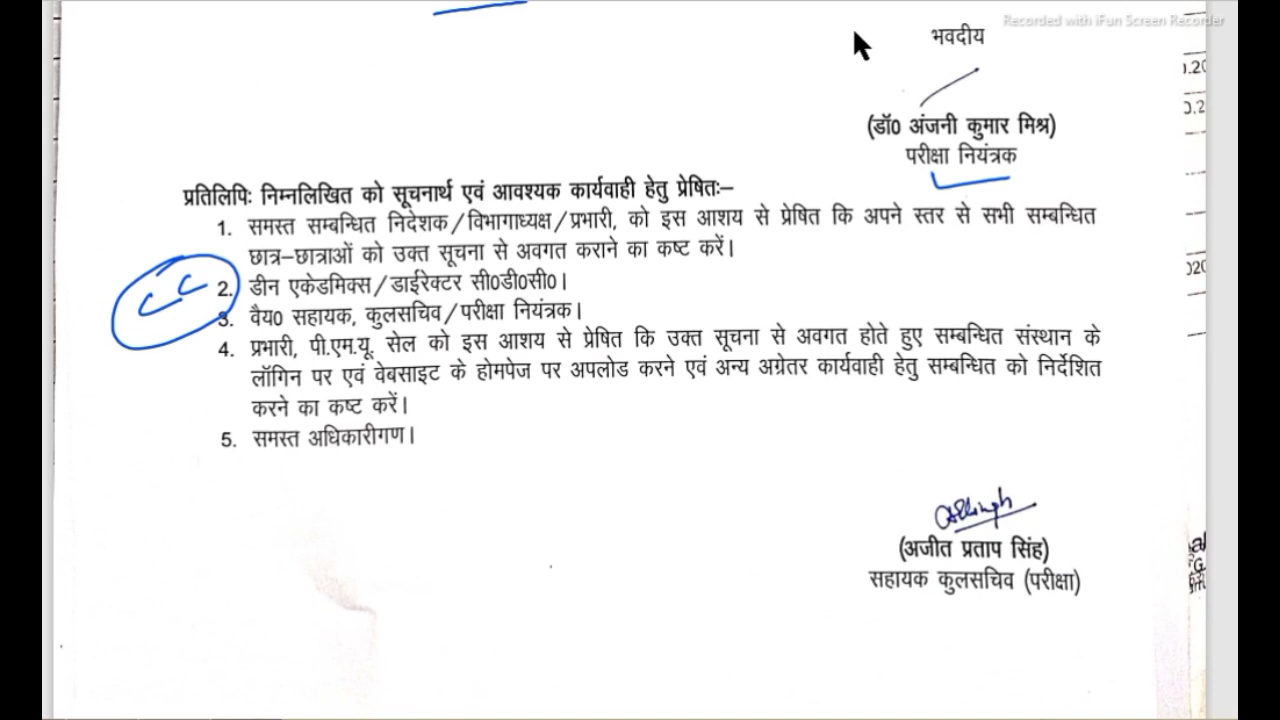 Recorded with iFun Screen Recorder
भवदीय
(डॉ0 अंजनी कुमार मिश्र)
परीक्षा नियंत्रक
प्रतिलिपिः निम्नलिखित को सूचनार्थ एवं आवश्यक कार्यवाही हेतु प्रेषितः–
1. समस्त सम्बन्धित निदेशक/विभागाध्यक्ष/प्रभारी, को इस आशय से प्रेषित कि अपने स्तर से सभी सम्बन्धित
छात्र–छात्राओं को उक्त सूचना से अवगत कराने का कष्ट करें।
2. डीन एकेडमिक्स/डाईरेक्टर सी0डी0सी0।
3. वैय0 सहायक, कुलसचिव/परीक्षा नियंत्रक।
4. प्रभारी, पी.एम.यू. सेल को इस आशय से प्रेषित कि उक्त सूचना से अवगत होते हुए सम्बन्धित संस्थान के
लॉगिन पर एवं वेबसाइट के होमपेज पर अपलोड करने एवं अन्य अग्रेतर कार्यवाही हेतु सम्बन्धित को निर्देशित
करने का कष्ट करें।
5. समस्त अधिकारीगण।
(अजीत प्रताप सिंह)
सहायक कुलसचिव (परीक्षा)